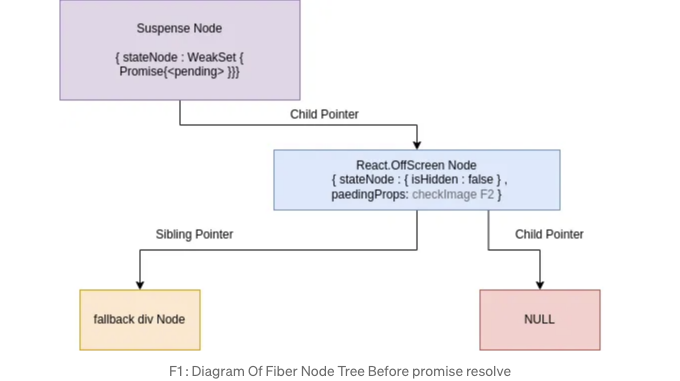 Suspense Node
{ stateNode : WeakSet {
Promise{<pending> }}}
Child Pointer
React.OffScreen Node
{ stateNode : { isHidden : false } ,
paedingProps: checkImage F2 }
Sibling Pointer
Child Pointer
fallback div Node
NULL
F1: Diagram Of Fiber Node Tree Before promise resolve